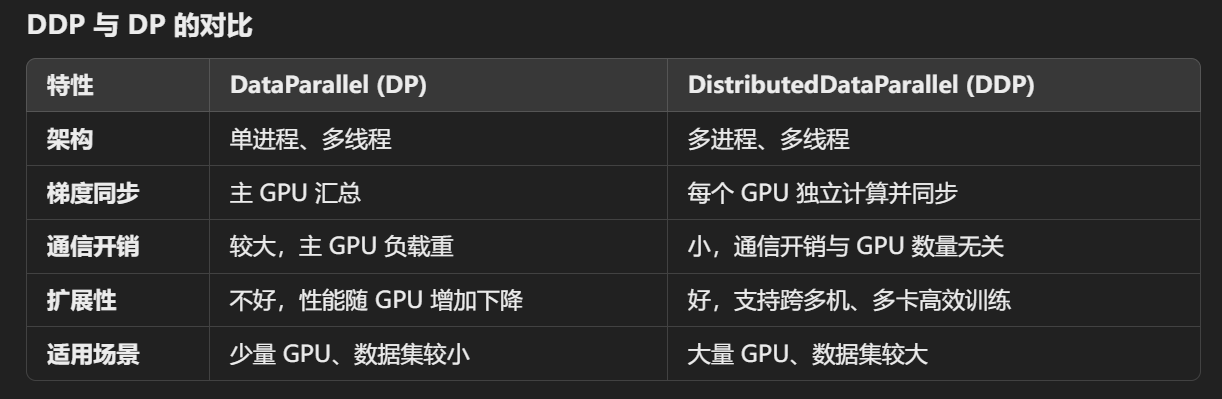 DDP 与 DP 的对比
特性 DataParallel (DP) DistributedDataParallel (DDP)
架构 单进程、多线程 多进程、多线程
梯度同步 主 GPU 汇总 每个 GPU 独立计算并同步
通信开销 较大，主 GPU 负载重 小，通信开销与 GPU 数量无关
扩展性 不好，性能随 GPU 增加下降 好，支持跨多机、多卡高效训练
适用场景 少量 GPU、数据集较小 大量 GPU、数据集较大